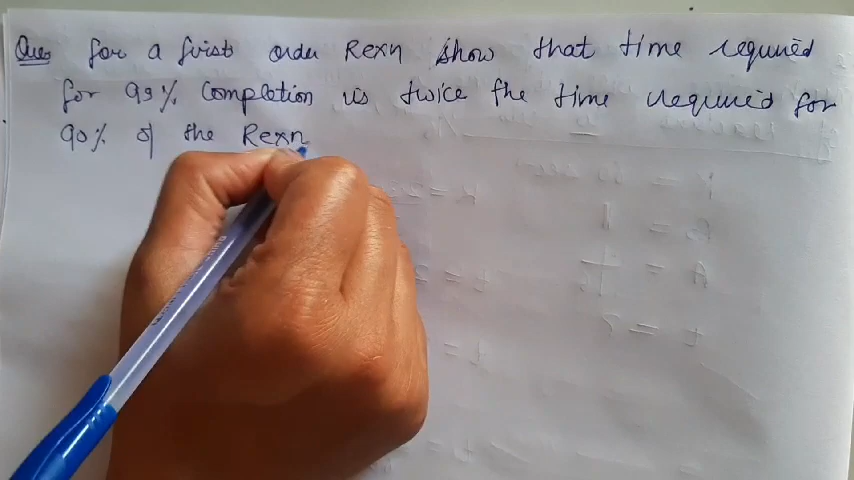 Ques for a first order Rexn show that time required
for 99% Completion is twice the time required for
90% of the Rexn